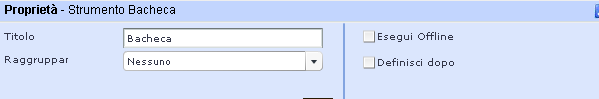 Proprietà - Strumento Bacheca
Titolo
Bacheca
Esegui Offline
Raggruppar
Nessuno
Definisci dopo